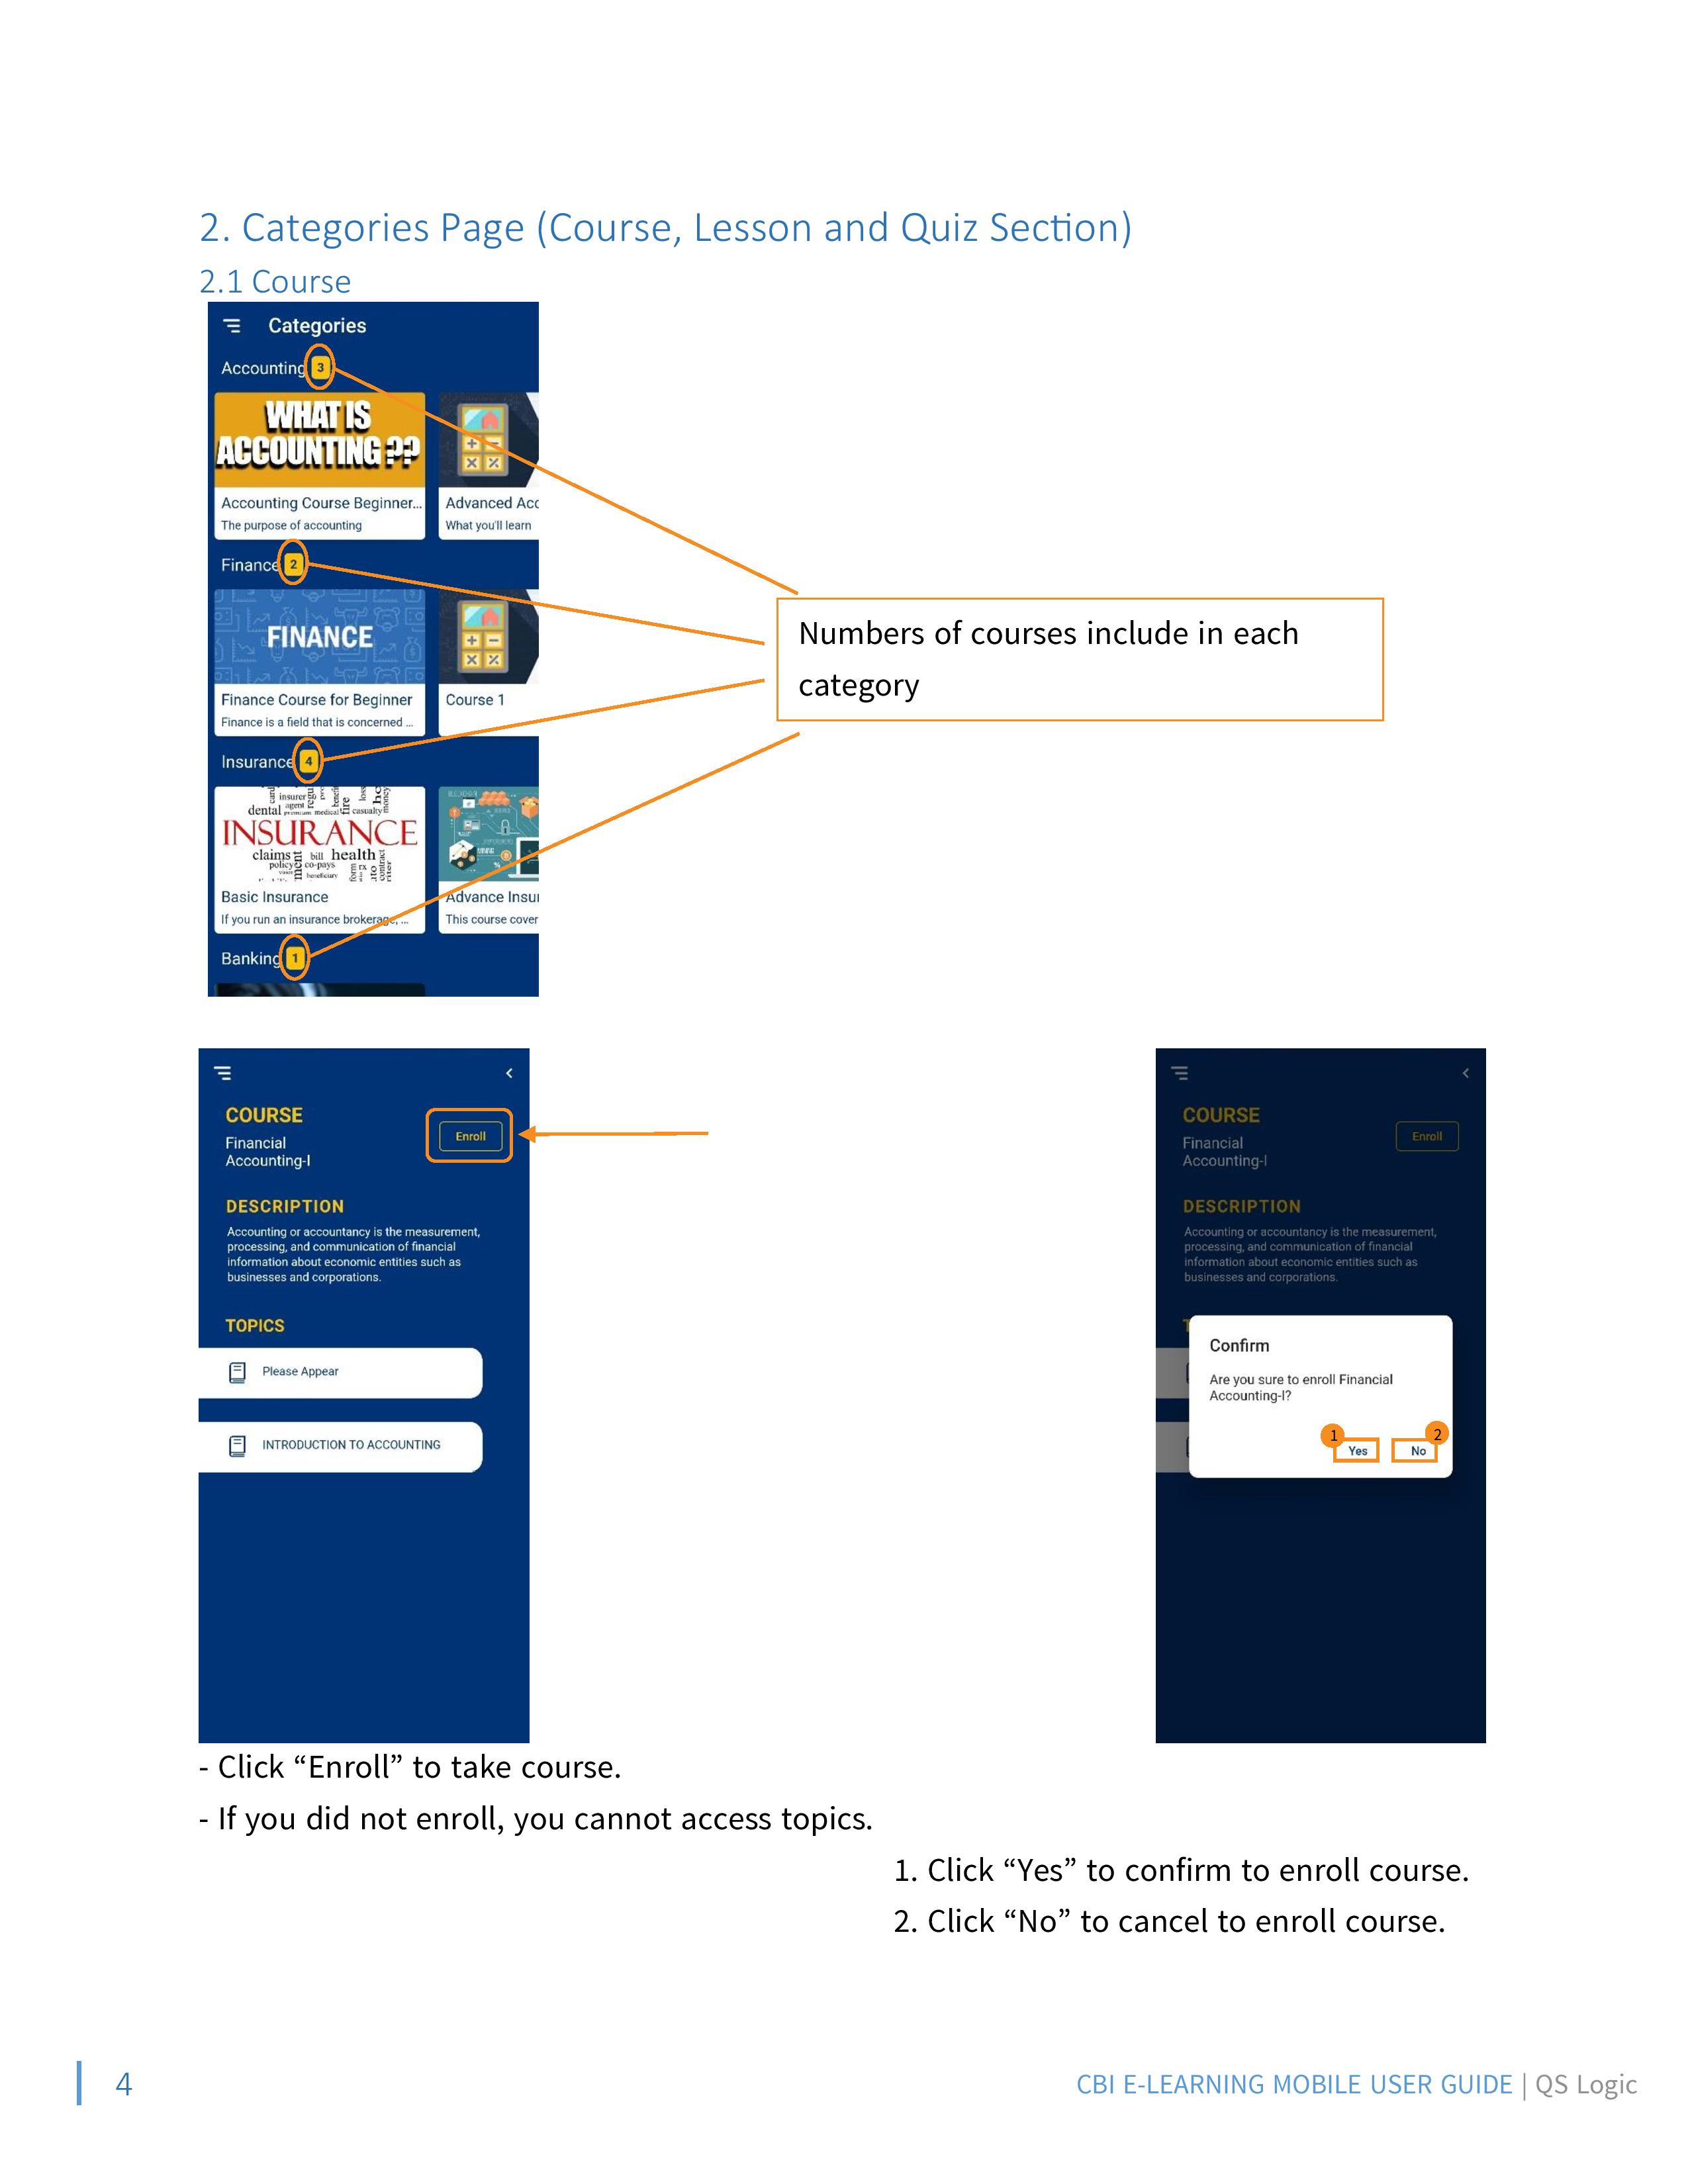 2. Categories Page (Course, Lesson and Quiz Section)
2.1 Course
Categories
Accounting 3
WHAT IS
ACCOUNTING ??
Accounting Course Beginner...
The purpose of accounting
Advanced Acc
What you'll learn
Finance 2
FINANCE
Finance Course for Beginner
Finance is a field that is concerned ...
Course 1
Insurance 4
insurer
dental agent
premium medical fire casualty
money
INSURANCE
claims bill health
policy co-pays
beneficiary
contract
Basic Insurance
If you run an insurance brokerage, ...
Advance Insu
This course cover
Banking 1
Numbers of courses include in each
category
COURSE
Financial
Accounting-I
Enroll
DESCRIPTION
Accounting or accountancy is the measurement,
processing, and communication of financial
information about economic entities such as
businesses and corporations.
TOPICS
Please Appear
INTRODUCTION TO ACCOUNTING
COURSE
Financial
Accounting-I
Enroll
DESCRIPTION
Accounting or accountancy is the measurement,
processing, and communication of financial
information about economic entities such as
businesses and corporations.
Confirm
Are you sure to enroll Financial
Accounting-I?
1 2
Yes No
- Click “Enroll” to take course.
- If you did not enroll, you cannot access topics.
1. Click “Yes” to confirm to enroll course.
2. Click “No” to cancel to enroll course.
4
CBI E-LEARNING MOBILE USER GUIDE | QS Logic